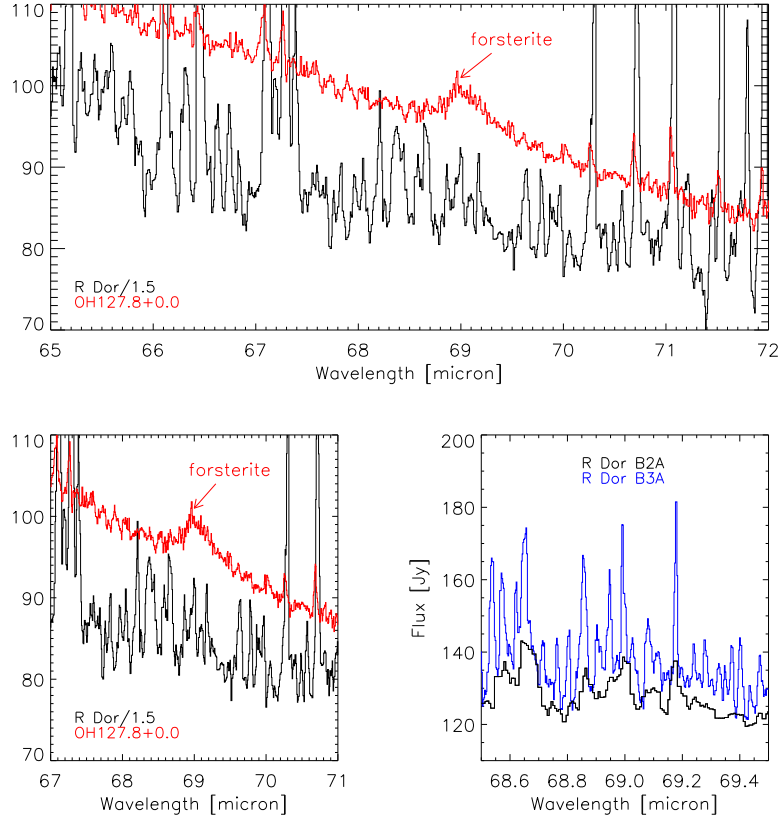 110
100
90
80
70
forsterite
R Dor/1.5
OH127.8+0.0
65 66 67 68 69 70 71 72
Wavelength [micron]
110
100
90
80
70
forsterite
R Dor/1.5
OH127.8+0.0
67 68 69 70 71
Wavelength [micron]
200
180
160
140
120
Flux [Jy]
R Dor B2A
R Dor B3A
68.6 68.8 69.0 69.2 69.4
Wavelength [micron]